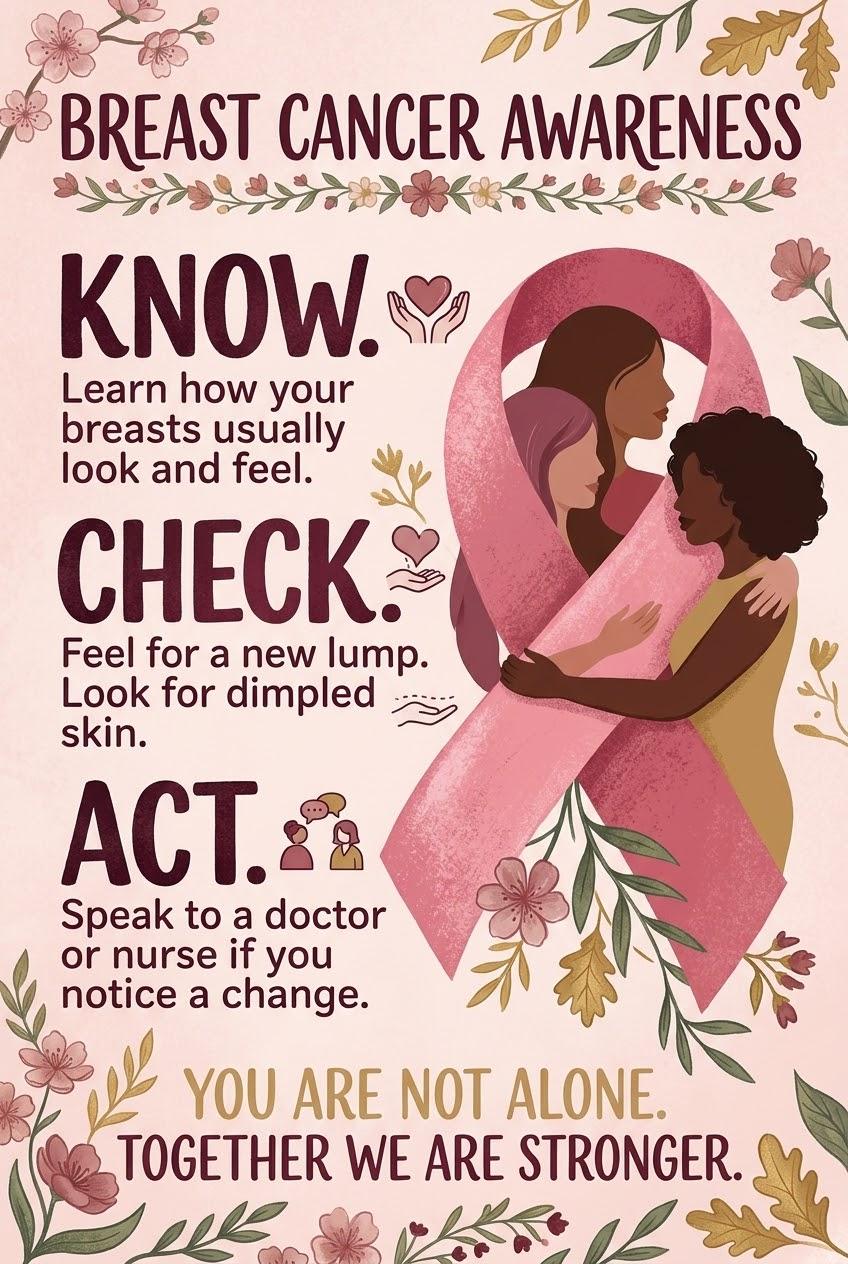 BREAST CANCER AWARENESS
KNOW.
Learn how your
breasts usually
look and feel.
CHECK.
Feel for a new lump.
Look for dimpled
skin.
ACT.
Speak to a doctor
or nurse if you
notice a change.
YOU ARE NOT ALONE.
TOGETHER WE ARE STRONGER.